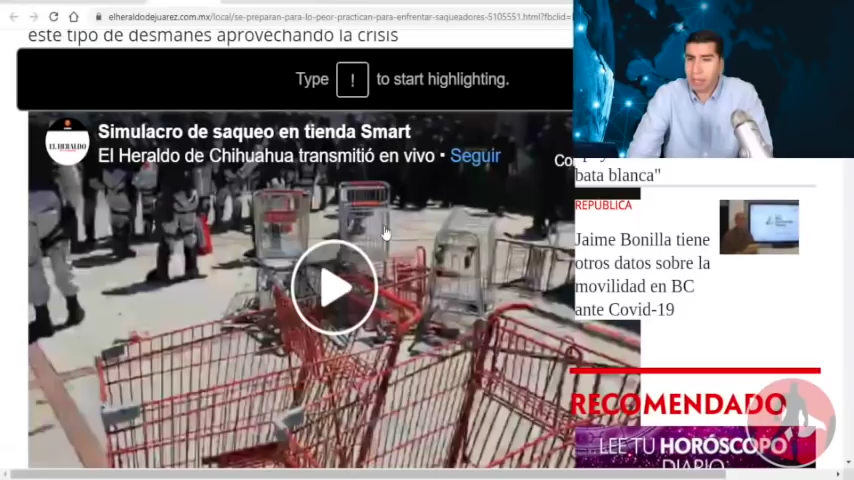 elheraldodejuarez.com.mx/local/se-preparan-para-lo-peor-practican-para-enfrentar-saqueadores-5105551.html?fbclid=
este tipo de desmanes aprovechando la crisis
Type ! to start highlighting.
Simulacro de saqueo en tienda Smart
EL HERALDO
El Heraldo de Chihuahua transmitió en vivo · Seguir
Co
bata blanca"
REPÚBLICA
Jaime Bonilla tiene
otros datos sobre la
movilidad en BC
ante Covid-19
RECOMENDADO
LEE TU HORÓSCOPO
DIARIO